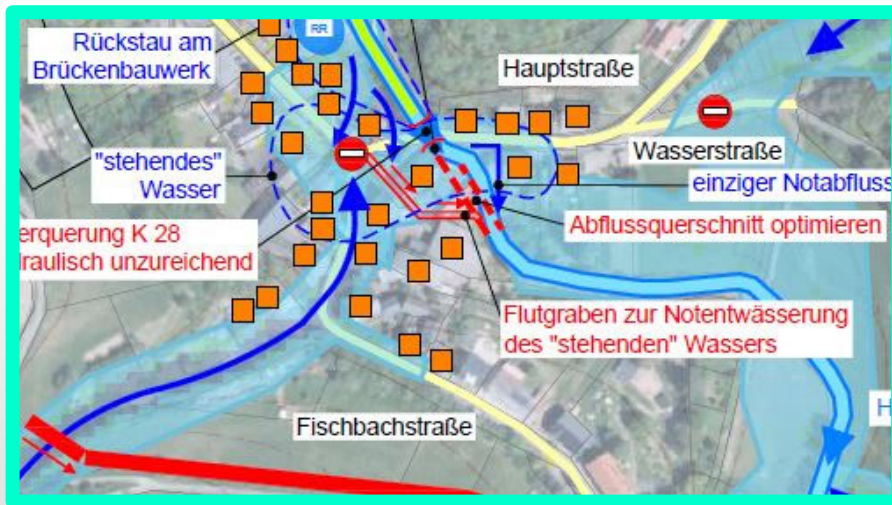 RR
Rückstau am
Brückenbauwerk
Hauptstraße
"stehendes"
Wasser
Wasserstraße
einziger Notabfluss
Abflussquerschnitt optimieren
erquerung K 28
draulisch unzureichend
Flutgraben zur Notentwässerung
des "stehenden" Wassers
H
Fischbachstraße